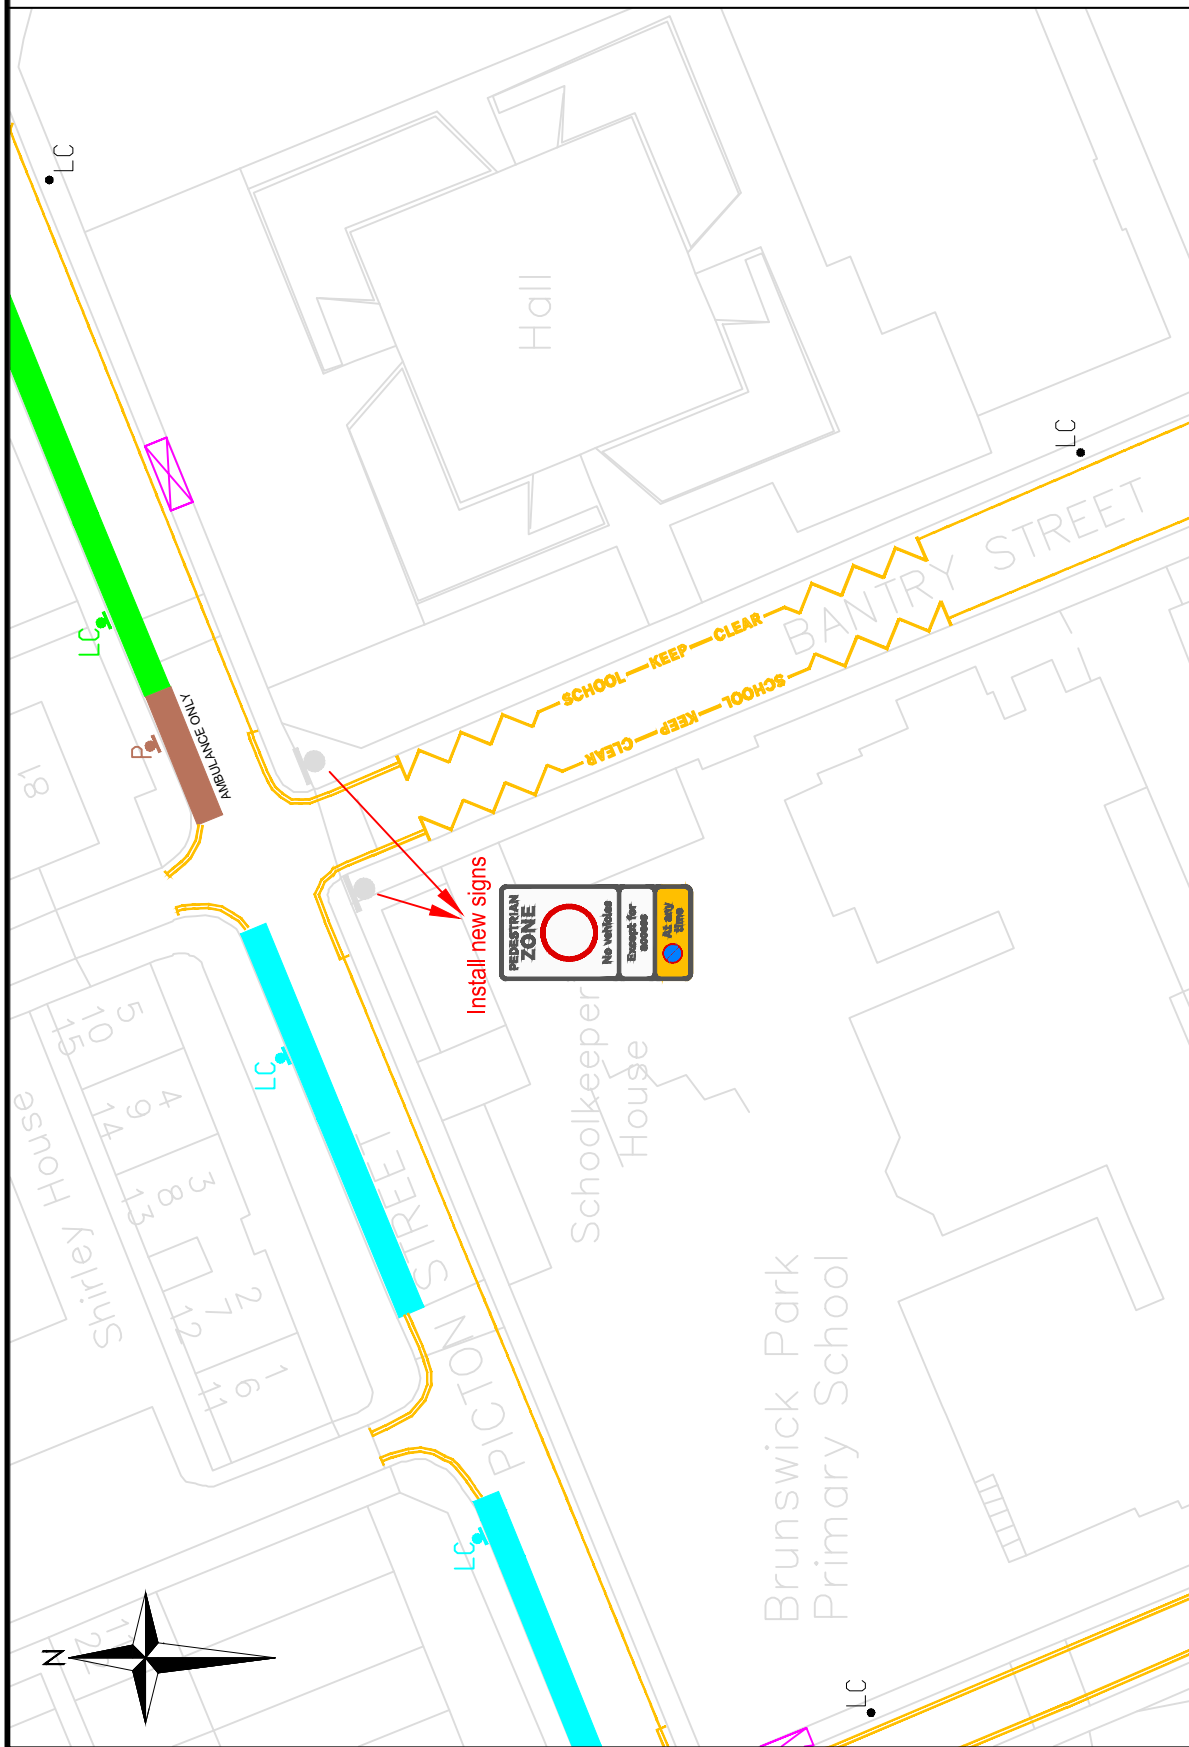 LC
LC
P
AMBULANCE ONLY
81
Hall
LC
BANTRY STREET
SCHOOL KEEP CLEAR
SCHOOL KEEP CLEAR
Install new signs
PEDESTRIAN
ZONE
No vehicles
Except for
access
At any
time
Schoolkeeper
House
Shirley House
5
10
15
4
9
14
3
8
13
2
7
12
1
6
11
LC
PICTON STREET
LC
Brunswick Park
Primary School
LC
N